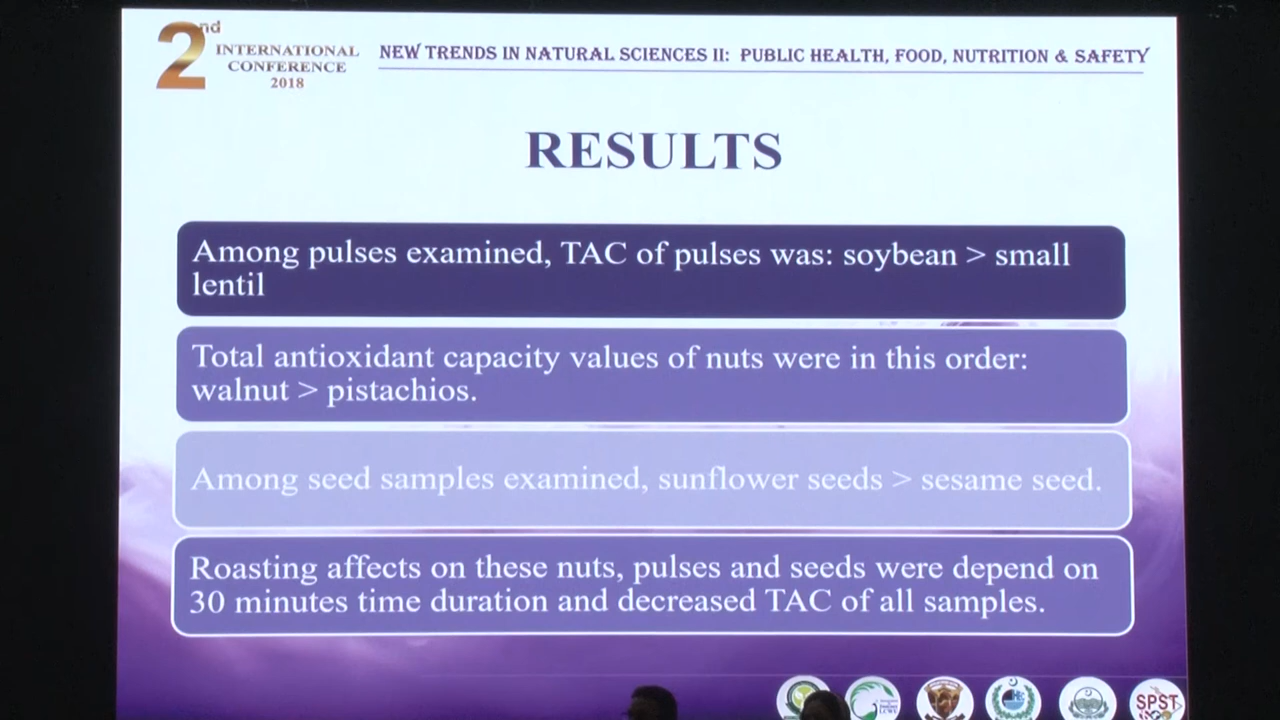 2nd
INTERNATIONAL
CONFERENCE
2018
NEW TRENDS IN NATURAL SCIENCES II: PUBLIC HEALTH, FOOD, NUTRITION & SAFETY
RESULTS
Among pulses examined, TAC of pulses was: soybean > small
lentil
Total antioxidant capacity values of nuts were in this order:
walnut > pistachios.
Among seed samples examined, sunflower seeds > sesame seed.
Roasting affects on these nuts, pulses and seeds were depend on
30 minutes time duration and decreased TAC of all samples.
SPST